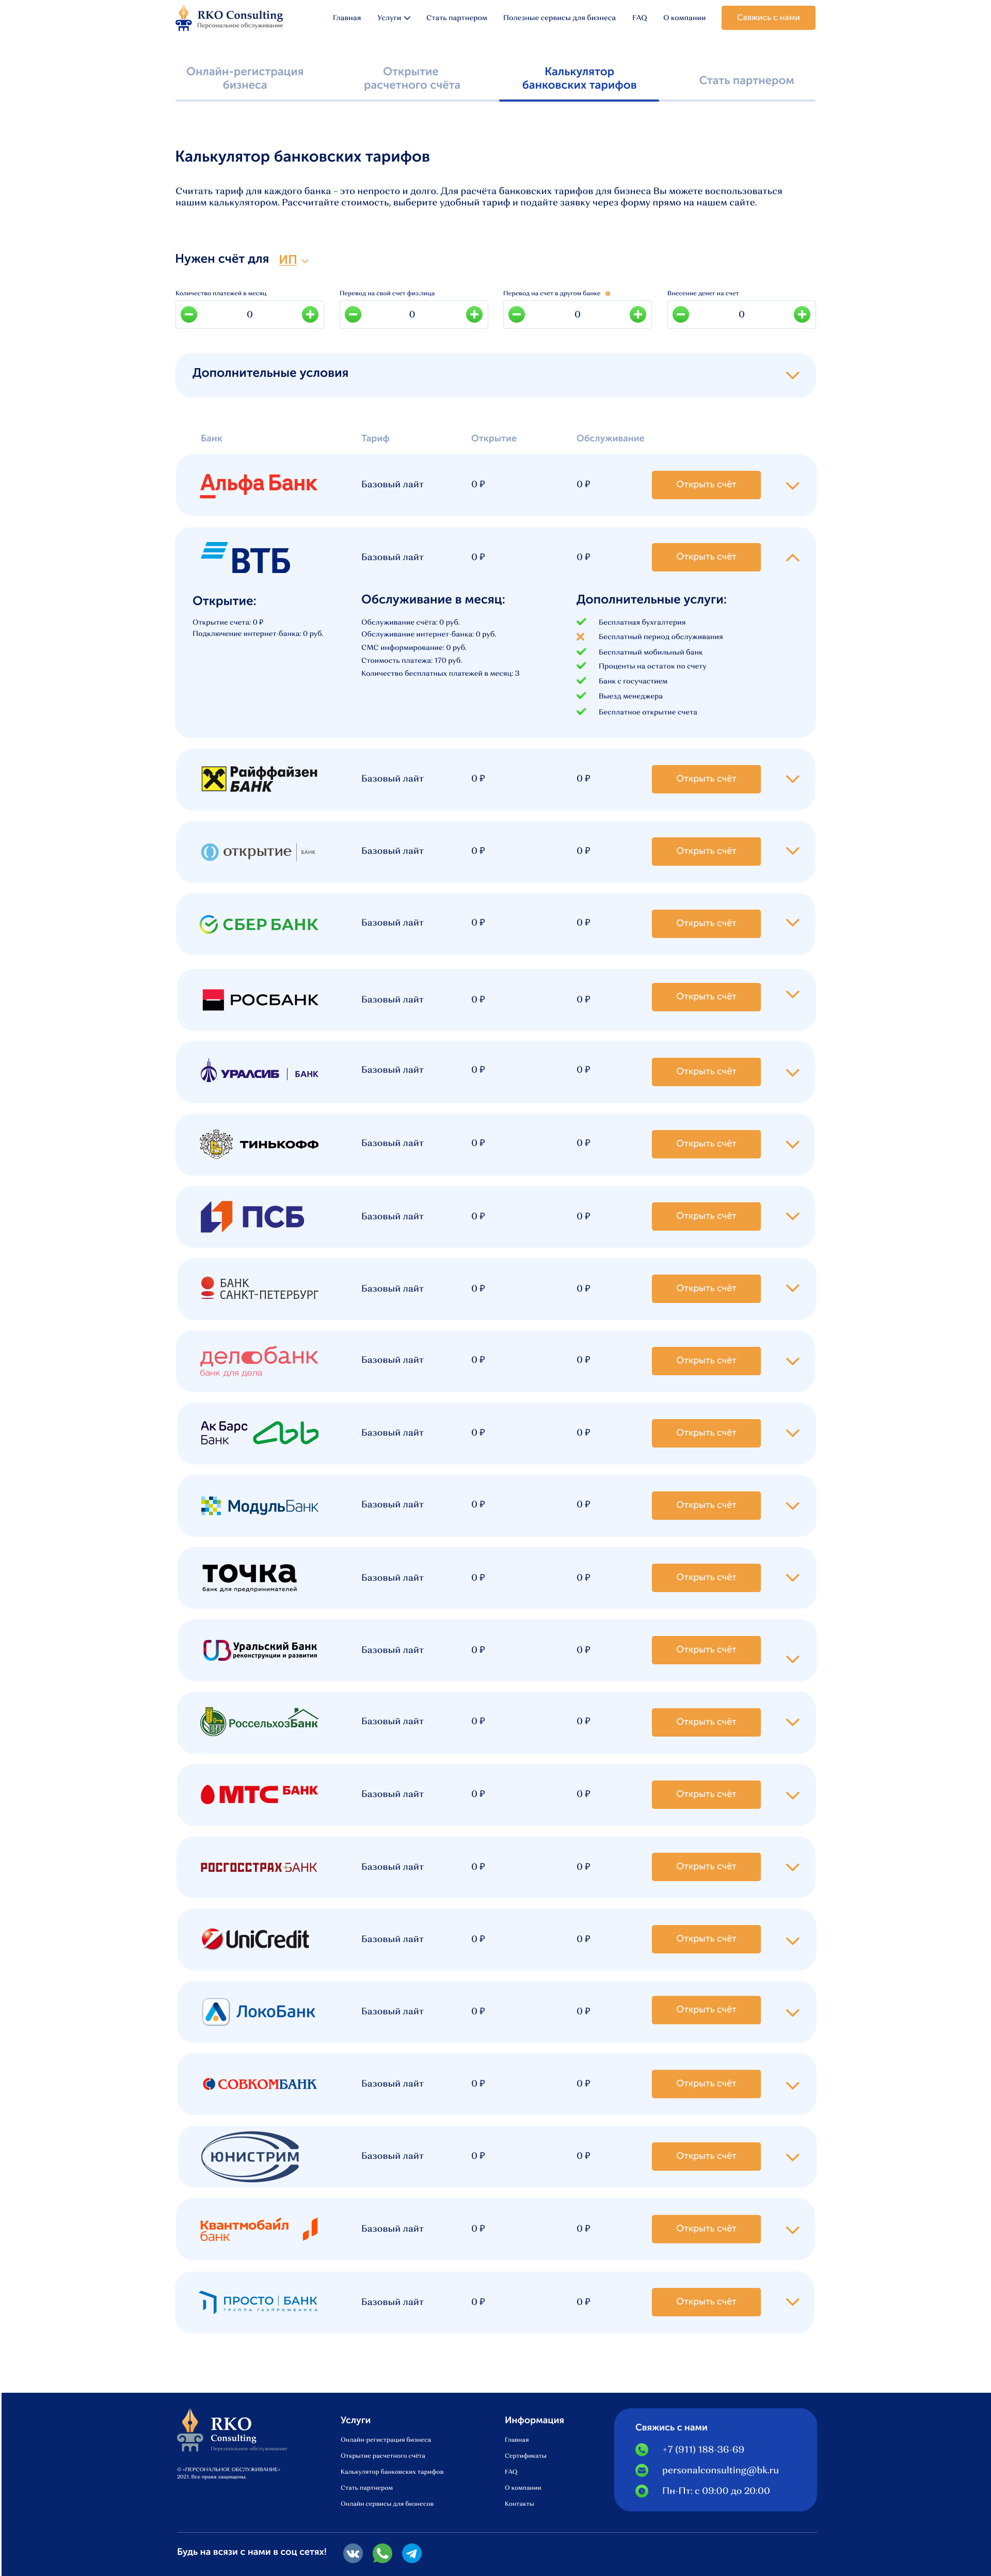 RKO Consulting
Персональное обслуживание
Главная Услуги Стать партнером Полезные сервисы для бизнеса FAQ О компании Свяжись с нами
Онлайн-регистрация
бизнеса
Открытие
расчетного счёта
Калькулятор
банковских тарифов
Стать партнером
Калькулятор банковских тарифов
Считать тариф для каждого банка – это непросто и долго. Для расчёта банковских тарифов для бизнеса Вы можете воспользоваться
нашим калькулятором. Рассчитайте стоимость, выберите удобный тариф и подайте заявку через форму прямо на нашем сайте.
Нужен счёт для ИП
Количество платежей в месяц
0
Перевод на свой счет физ.лица
0
Перевод на счет в другом банке
0
Внесение денег на счет
0
Дополнительные условия
Банк Тариф Открытие Обслуживание
Альфа Банк Базовый лайт 0 ₽ 0 ₽ Открыть счёт
ВТБ Базовый лайт 0 ₽ 0 ₽ Открыть счёт
Открытие:
Открытие счета: 0 ₽
Подключение интернет-банка: 0 руб.
Обслуживание в месяц:
Обслуживание счёта: 0 руб.
Обслуживание интернет-банка: 0 руб.
СМС информирование: 0 руб.
Стоимость платежа: 170 руб.
Количество бесплатных платежей в месяц: 3
Дополнительные услуги:
Бесплатная бухгалтерия
Бесплатный период обслуживания
Бесплатный мобильный банк
Проценты на остаток по счету
Банк с госучастием
Выезд менеджера
Бесплатное открытие счета
Райффайзен
БАНК
Базовый лайт 0 ₽ 0 ₽ Открыть счёт
открытие БАНК Базовый лайт 0 ₽ 0 ₽ Открыть счёт
СБЕР БАНК Базовый лайт 0 ₽ 0 ₽ Открыть счёт
РОСБАНК Базовый лайт 0 ₽ 0 ₽ Открыть счёт
УРАЛСИБ БАНК Базовый лайт 0 ₽ 0 ₽ Открыть счёт
ТИНЬКОФФ Базовый лайт 0 ₽ 0 ₽ Открыть счёт
ПСБ Базовый лайт 0 ₽ 0 ₽ Открыть счёт
БАНК
САНКТ-ПЕТЕРБУРГ
Базовый лайт 0 ₽ 0 ₽ Открыть счёт
делобанк
банк для дела
Базовый лайт 0 ₽ 0 ₽ Открыть счёт
Ак Барс
Банк
Базовый лайт 0 ₽ 0 ₽ Открыть счёт
МодульБанк Базовый лайт 0 ₽ 0 ₽ Открыть счёт
точка
банк для предпринимателей
Базовый лайт 0 ₽ 0 ₽ Открыть счёт
Уральский Банк
реконструкции и развития
Базовый лайт 0 ₽ 0 ₽ Открыть счёт
РоссельхозБанк Базовый лайт 0 ₽ 0 ₽ Открыть счёт
МТС БАНК Базовый лайт 0 ₽ 0 ₽ Открыть счёт
РОСГОССТРАХ БАНК Базовый лайт 0 ₽ 0 ₽ Открыть счёт
UniCredit Базовый лайт 0 ₽ 0 ₽ Открыть счёт
ЛокоБанк Базовый лайт 0 ₽ 0 ₽ Открыть счёт
СОВКОМБАНК Базовый лайт 0 ₽ 0 ₽ Открыть счёт
ЮНИСТРИМ Базовый лайт 0 ₽ 0 ₽ Открыть счёт
Квантмобайл
банк
Базовый лайт 0 ₽ 0 ₽ Открыть счёт
ПРОСТО | БАНК
ГРУППА ГАЗПРОМБАНКА
Базовый лайт 0 ₽ 0 ₽ Открыть счёт
RKO
Consulting
Персональное обслуживание
© «ПЕРСОНАЛЬНОЕ ОБСЛУЖИВАНИЕ»
2021. Все права защищены.
Услуги
Онлайн-регистрация бизнеса
Открытие расчетного счёта
Калькулятор банковских тарифов
Стать партнером
Онлайн сервисы для бизнесов
Информация
Главная
Сертификаты
FAQ
О компании
Контакты
Свяжись с нами
+7 (911) 188-36-69
personalconsulting@bk.ru
Пн-Пт: с 09:00 до 20:00
Будь на всязи с нами в соц сетях!